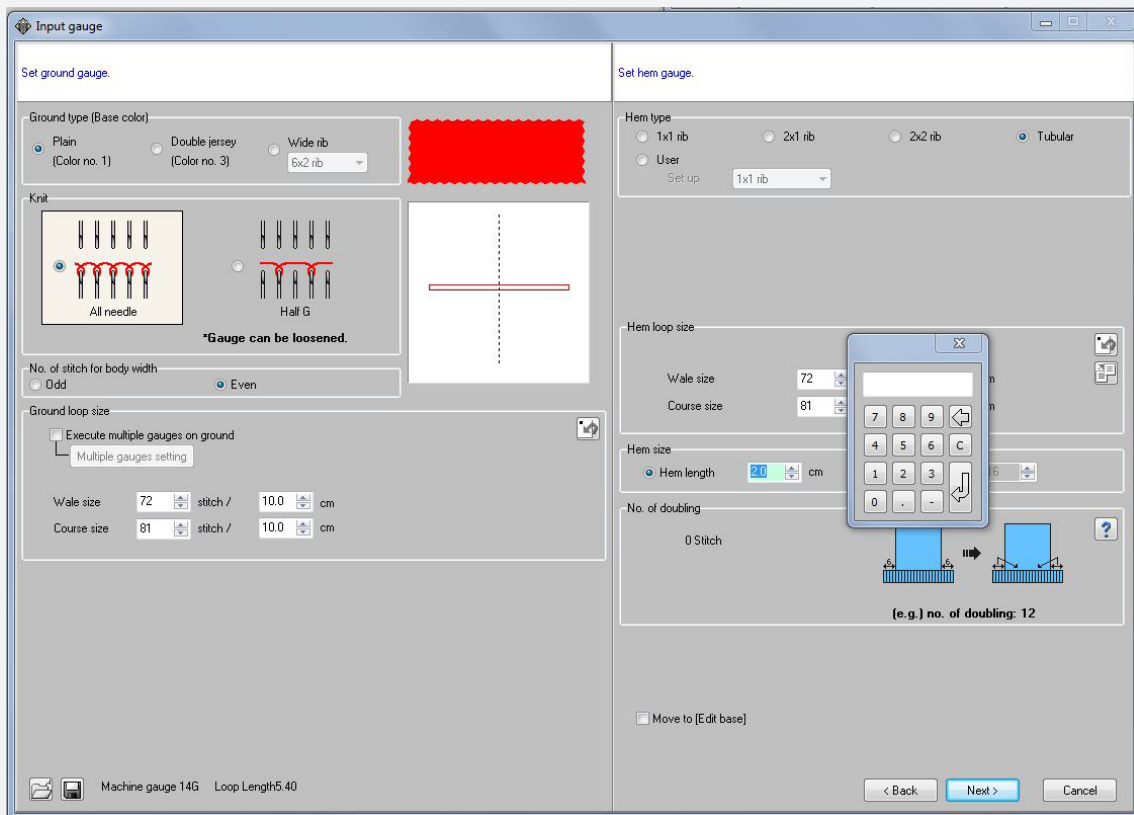 Input gauge
Set ground gauge.
Ground type (Base color)
Plain
(Color no. 1)
Double jersey
(Color no. 3)
Wide rib
6x2 rib
Knit
All needle
Half G
*Gauge can be loosened.
No. of stitch for body width
Odd
Even
Ground loop size
Execute multiple gauges on ground
Multiple gauges setting
Wale size 72 stitch / 10.0 cm
Course size 81 stitch / 10.0 cm
Machine gauge 14G Loop Length5.40
Set hem gauge.
Hem type
1x1 rib 2x1 rib 2x2 rib Tubular
User
Set up 1x1 rib
Hem loop size
Wale size 72
Course size 81
Hem size
Hem length 2.0 cm
7 8 9
4 5 6 C
1 2 3
0 . -
No. of doubling
0 Stitch
6 6
(e.g.) no. of doubling: 12
Move to [Edit base]
< Back Next > Cancel